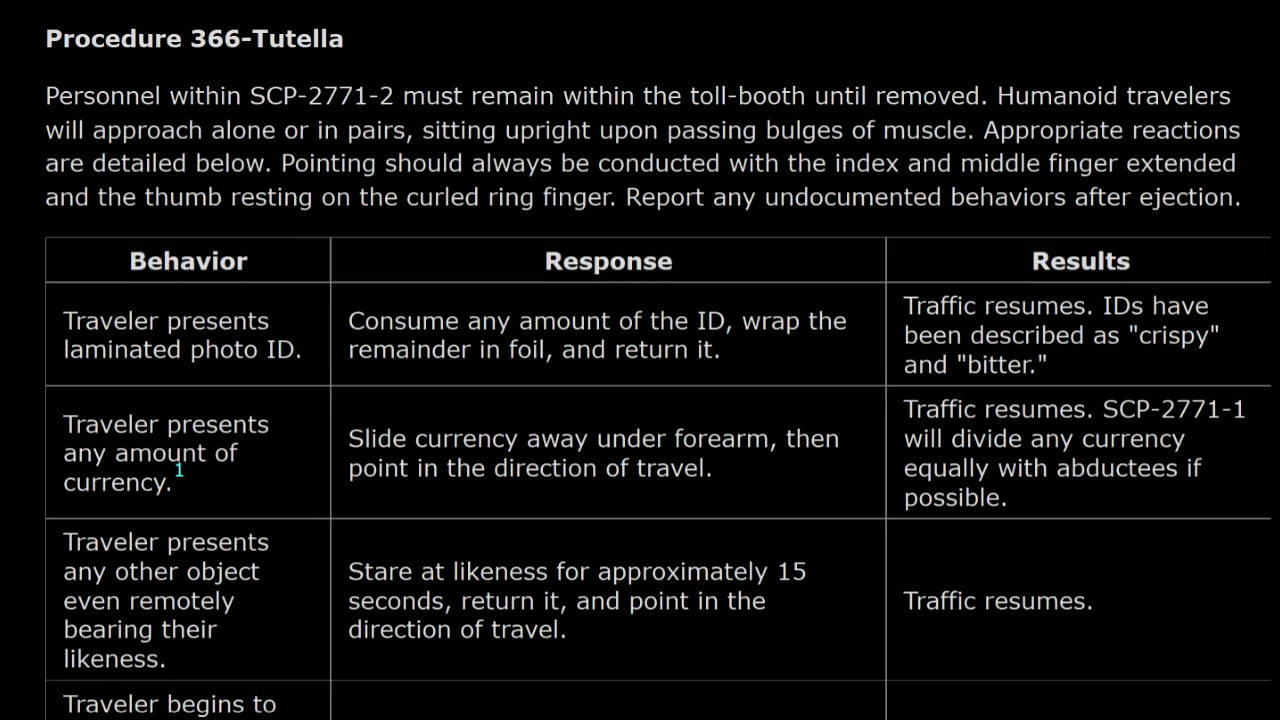 Procedure 366-Tutella
Personnel within SCP-2771-2 must remain within the toll-booth until removed. Humanoid travelers
will approach alone or in pairs, sitting upright upon passing bulges of muscle. Appropriate reactions
are detailed below. Pointing should always be conducted with the index and middle finger extended
and the thumb resting on the curled ring finger. Report any undocumented behaviors after ejection.
Behavior
Response
Results
Traveler presents
laminated photo ID.
Consume any amount of the ID, wrap the
remainder in foil, and return it.
Traffic resumes. IDs have
been described as "crispy"
and "bitter."
Traveler presents
any amount of
currency.1
Slide currency away under forearm, then
point in the direction of travel.
Traffic resumes. SCP-2771-1
will divide any currency
equally with abductees if
possible.
Traveler presents
any other object
even remotely
bearing their
likeness.
Stare at likeness for approximately 15
seconds, return it, and point in the
direction of travel.
Traffic resumes.
Traveler begins to